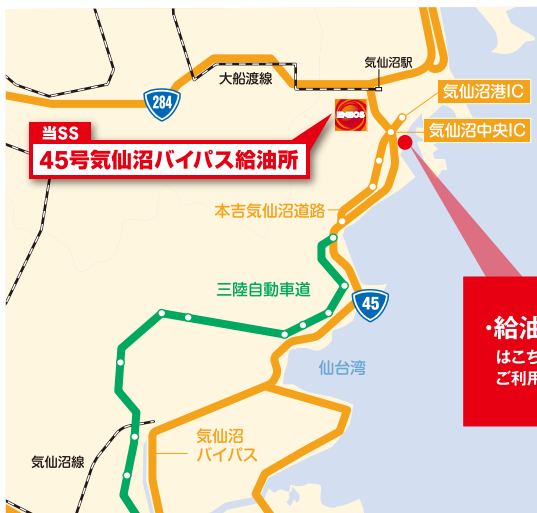 気仙沼駅
大船渡線
284
気仙沼港IC
ENEOS
当SS
気仙沼中央IC
45号気仙沼バイパス給油所
本吉気仙沼道路
三陸自動車道
45
・給油
はこち
ご利用
仙台湾
気仙沼
バイパス
気仙沼線